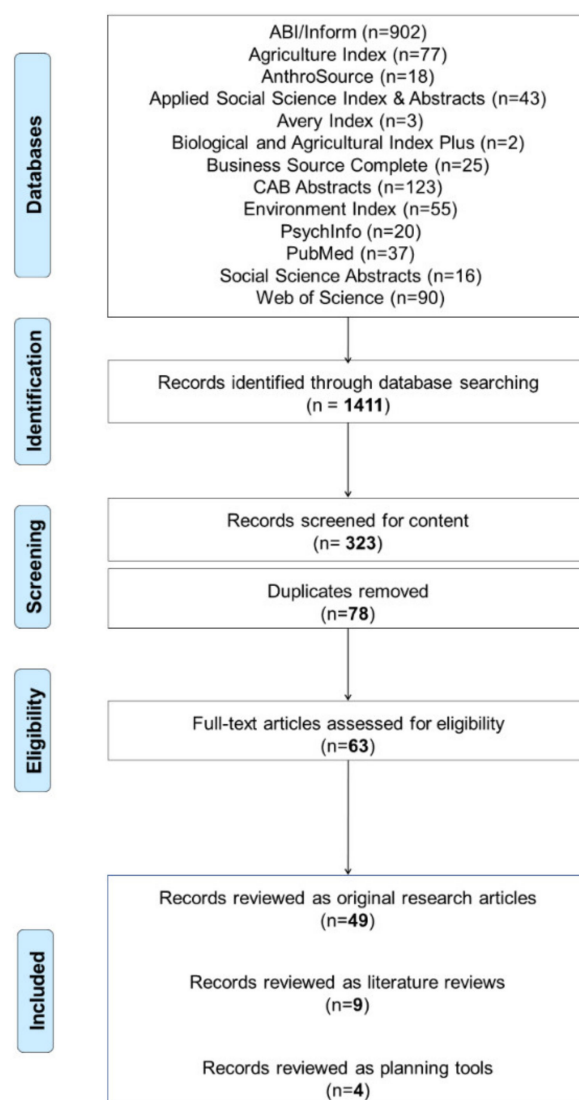 Databases
ABI/Inform (n=902)
Agriculture Index (n=77)
AnthroSource (n=18)
Applied Social Science Index & Abstracts (n=43)
Avery Index (n=3)
Biological and Agricultural Index Plus (n=2)
Business Source Complete (n=25)
CAB Abstracts (n=123)
Environment Index (n=55)
PsychInfo (n=20)
PubMed (n=37)
Social Science Abstracts (n=16)
Web of Science (n=90)
Identification
Records identified through database searching
(n = 1411)
Screening
Records screened for content
(n= 323)
Duplicates removed
(n=78)
Eligibility
Full-text articles assessed for eligibility
(n=63)
Included
Records reviewed as original research articles
(n=49)
Records reviewed as literature reviews
(n=9)
Records reviewed as planning tools
(n=4)